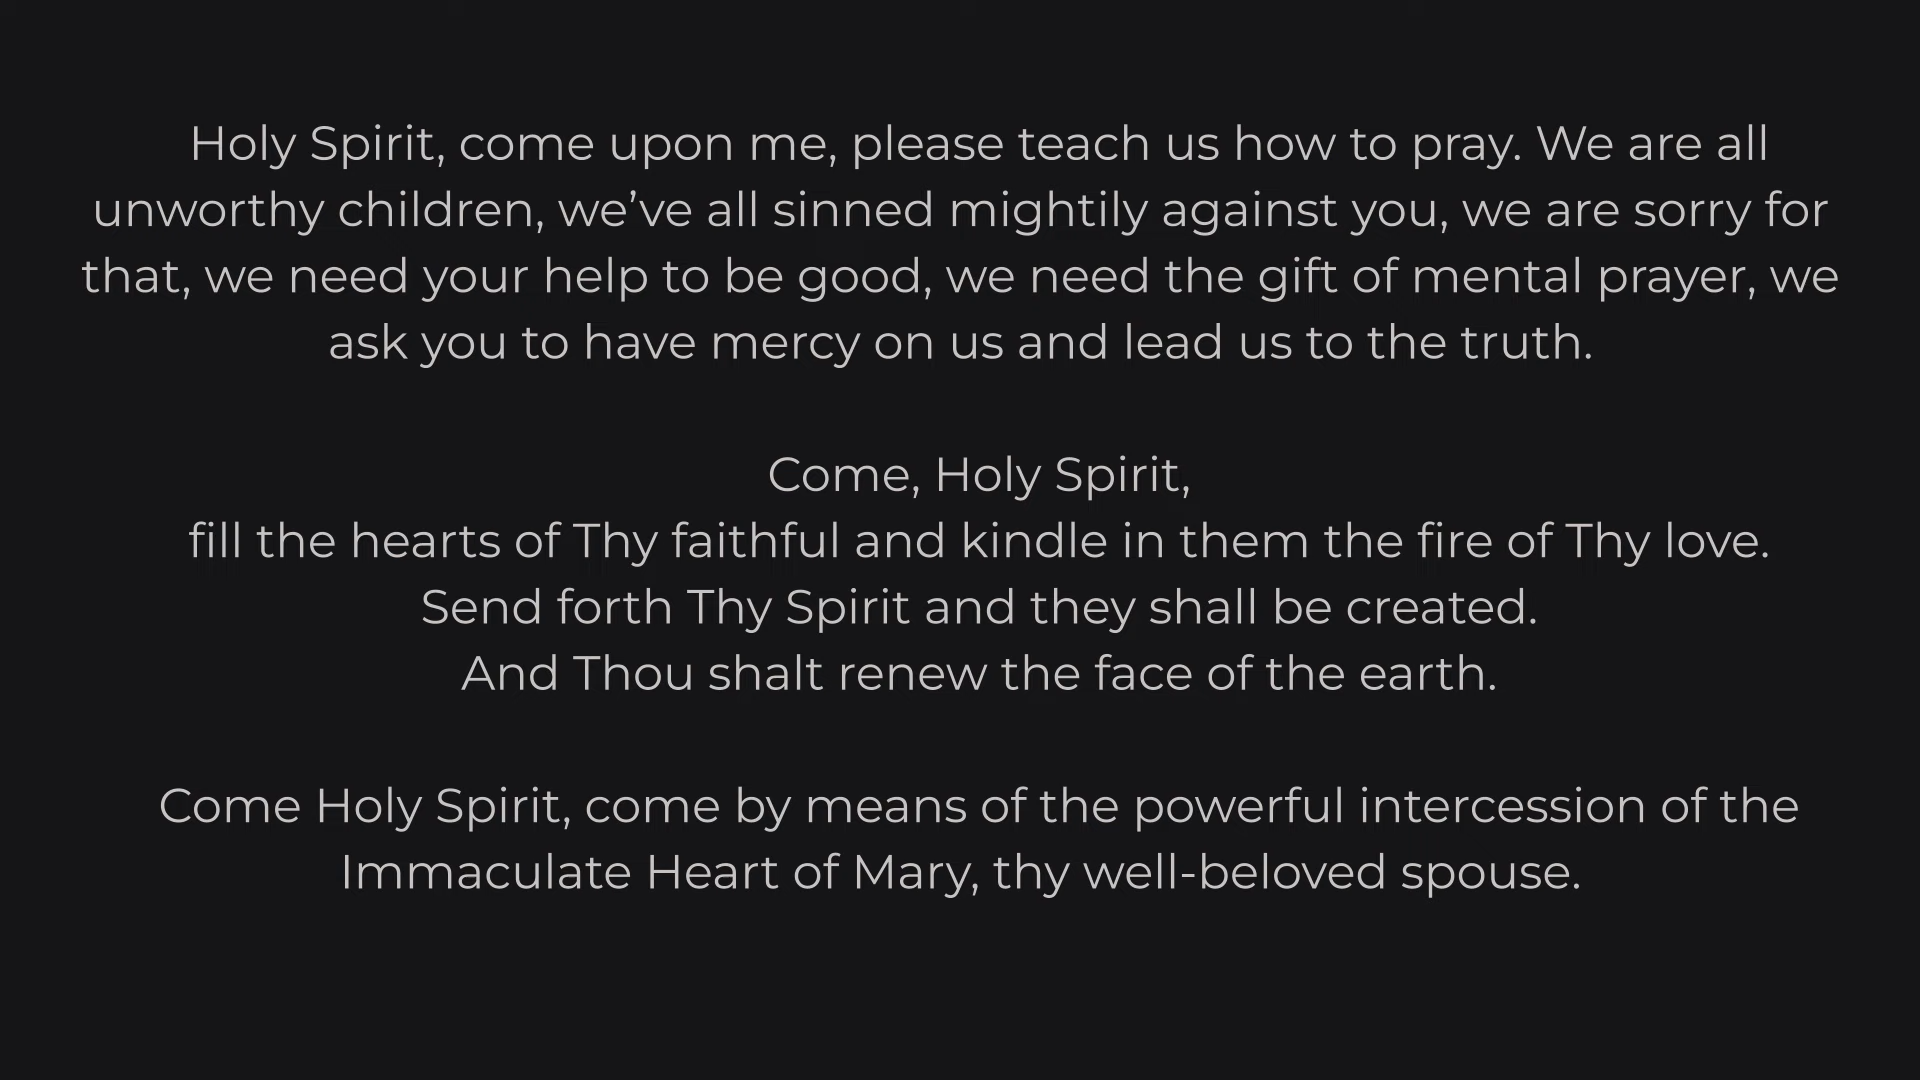 Holy Spirit, come upon me, please teach us how to pray. We are all
unworthy children, we’ve all sinned mightily against you, we are sorry for
that, we need your help to be good, we need the gift of mental prayer, we
ask you to have mercy on us and lead us to the truth.
Come, Holy Spirit,
fill the hearts of Thy faithful and kindle in them the fire of Thy love.
Send forth Thy Spirit and they shall be created.
And Thou shalt renew the face of the earth.
Come Holy Spirit, come by means of the powerful intercession of the
Immaculate Heart of Mary, thy well-beloved spouse.